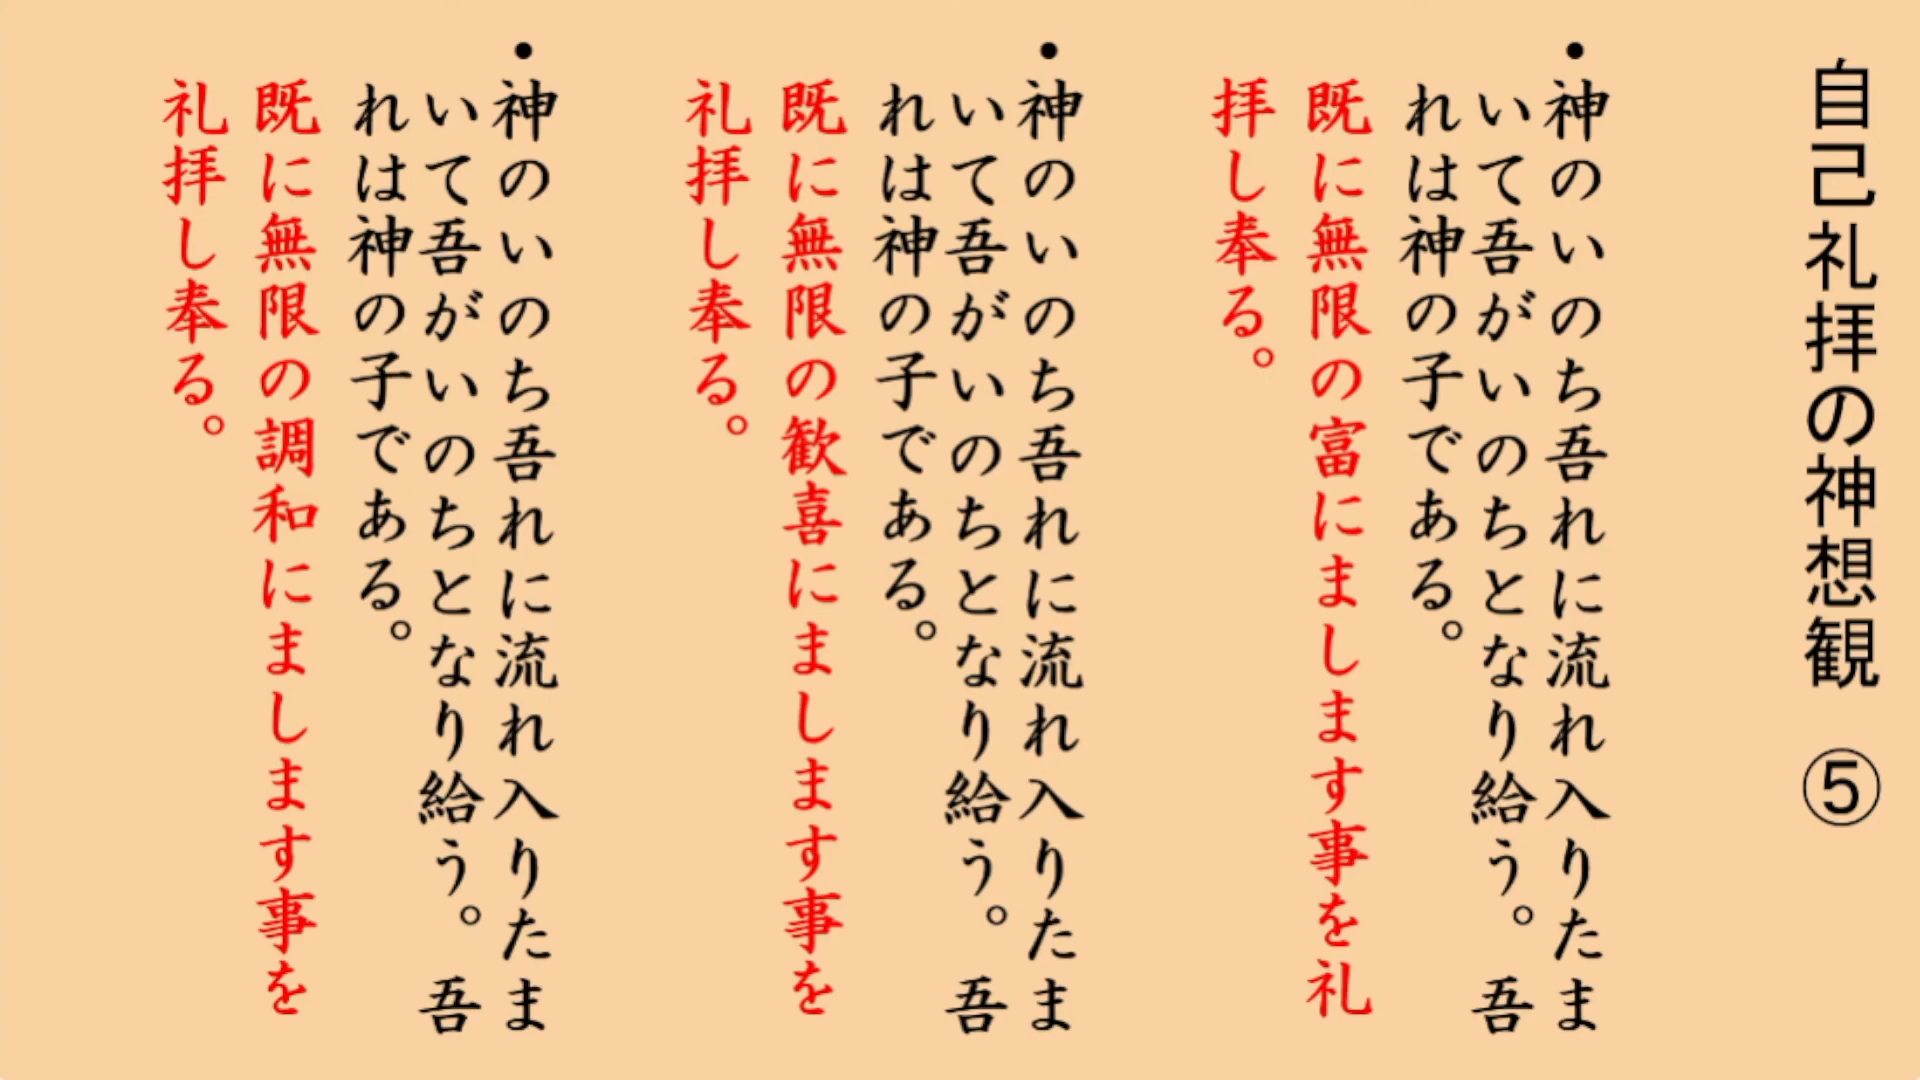 自己礼拝の神想観 ⑤
・神のいのち吾れに流れ入りたま
いて吾がいのちとなり給う。吾
れは神の子である。
既に無限の富にまします事を礼
拝し奉る。
・神のいのち吾れに流れ入りたま
いて吾がいのちとなり給う。吾
れは神の子である。
既に無限の歓喜にまします事を
礼拝し奉る。
・神のいのち吾れに流れ入りたま
いて吾がいのちとなり給う。吾
れは神の子である。
既に無限の調和にまします事を
礼拝し奉る。